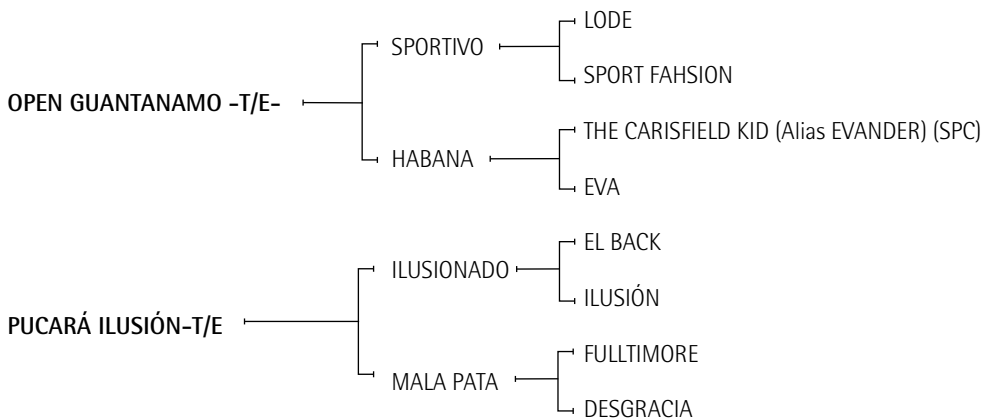 LODE
SPORTIVO
SPORT FAHSION
OPEN GUANTANAMO -T/E-
THE CARISFIELD KID (Alias EVANDER) (SPC)
HABANA
EVA
EL BACK
ILUSIONADO
ILUSIÓN
PUCARÁ ILUSIÓN-T/E
FULLTIMORE
MALA PATA
DESGRACIA